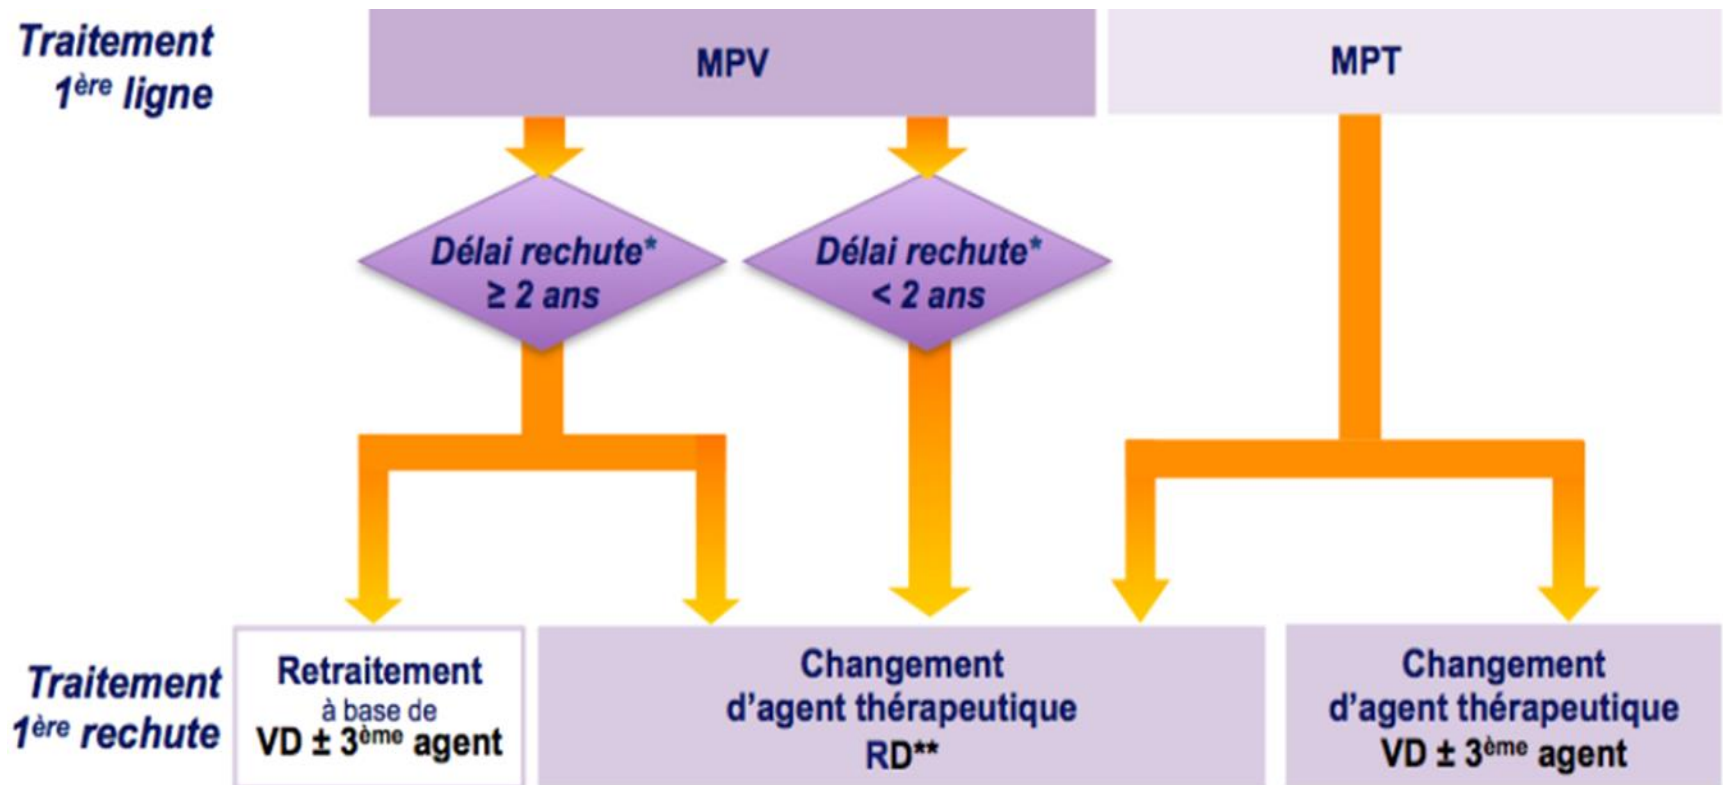 Traitement
1ère ligne
MPV
MPT
Délai rechute*
≥ 2 ans
Délai rechute*
< 2 ans
Traitement
1ère rechute
Retraitement
à base de
VD ± 3ème agent
Changement
d'agent thérapeutique
RD**
Changement
d'agent thérapeutique
VD ± 3ème agent